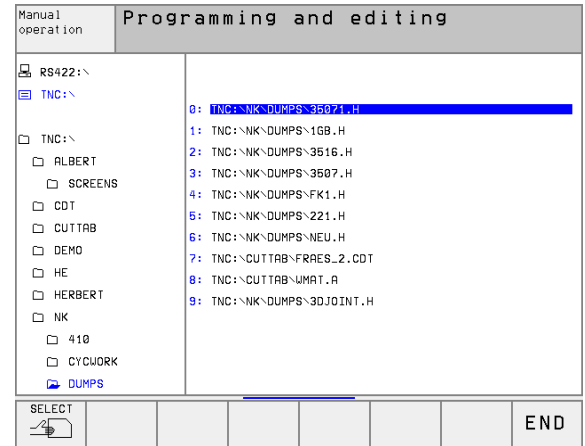 Manual
operation
Programming and editing
RS422:\
TNC:\
TNC:\
ALBERT
SCREENS
CDT
CUTTAB
DEMO
HE
HERBERT
NK
410
CYCWORK
DUMPS
0: TNC:\NK\DUMPS\35071.H
1: TNC:\NK\DUMPS\1GB.H
2: TNC:\NK\DUMPS\3516.H
3: TNC:\NK\DUMPS\3507.H
4: TNC:\NK\DUMPS\FK1.H
5: TNC:\NK\DUMPS\221.H
6: TNC:\NK\DUMPS\NEU.H
7: TNC:\CUTTAB\FRAES_2.CDT
8: TNC:\CUTTAB\WMAT.A
9: TNC:\NK\DUMPS\3DJOINT.H
SELECT
END